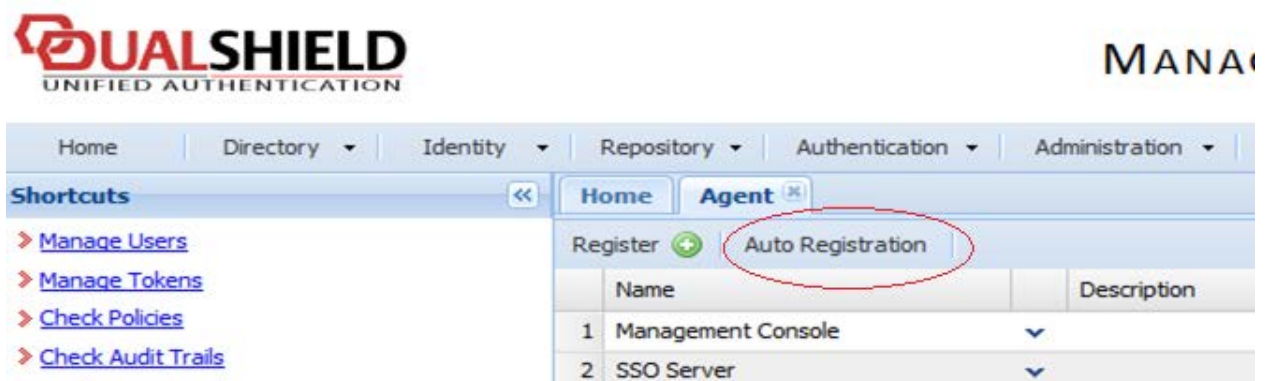 DUALSHIELD
UNIFIED AUTHENTICATION
Home Directory Identity Repository Authentication Administration
Shortcuts
Manage Users
Manage Tokens
Check Policies
Check Audit Trails
Home Agent
Register Auto Registration
Name Description
1 Management Console
2 SSO Server